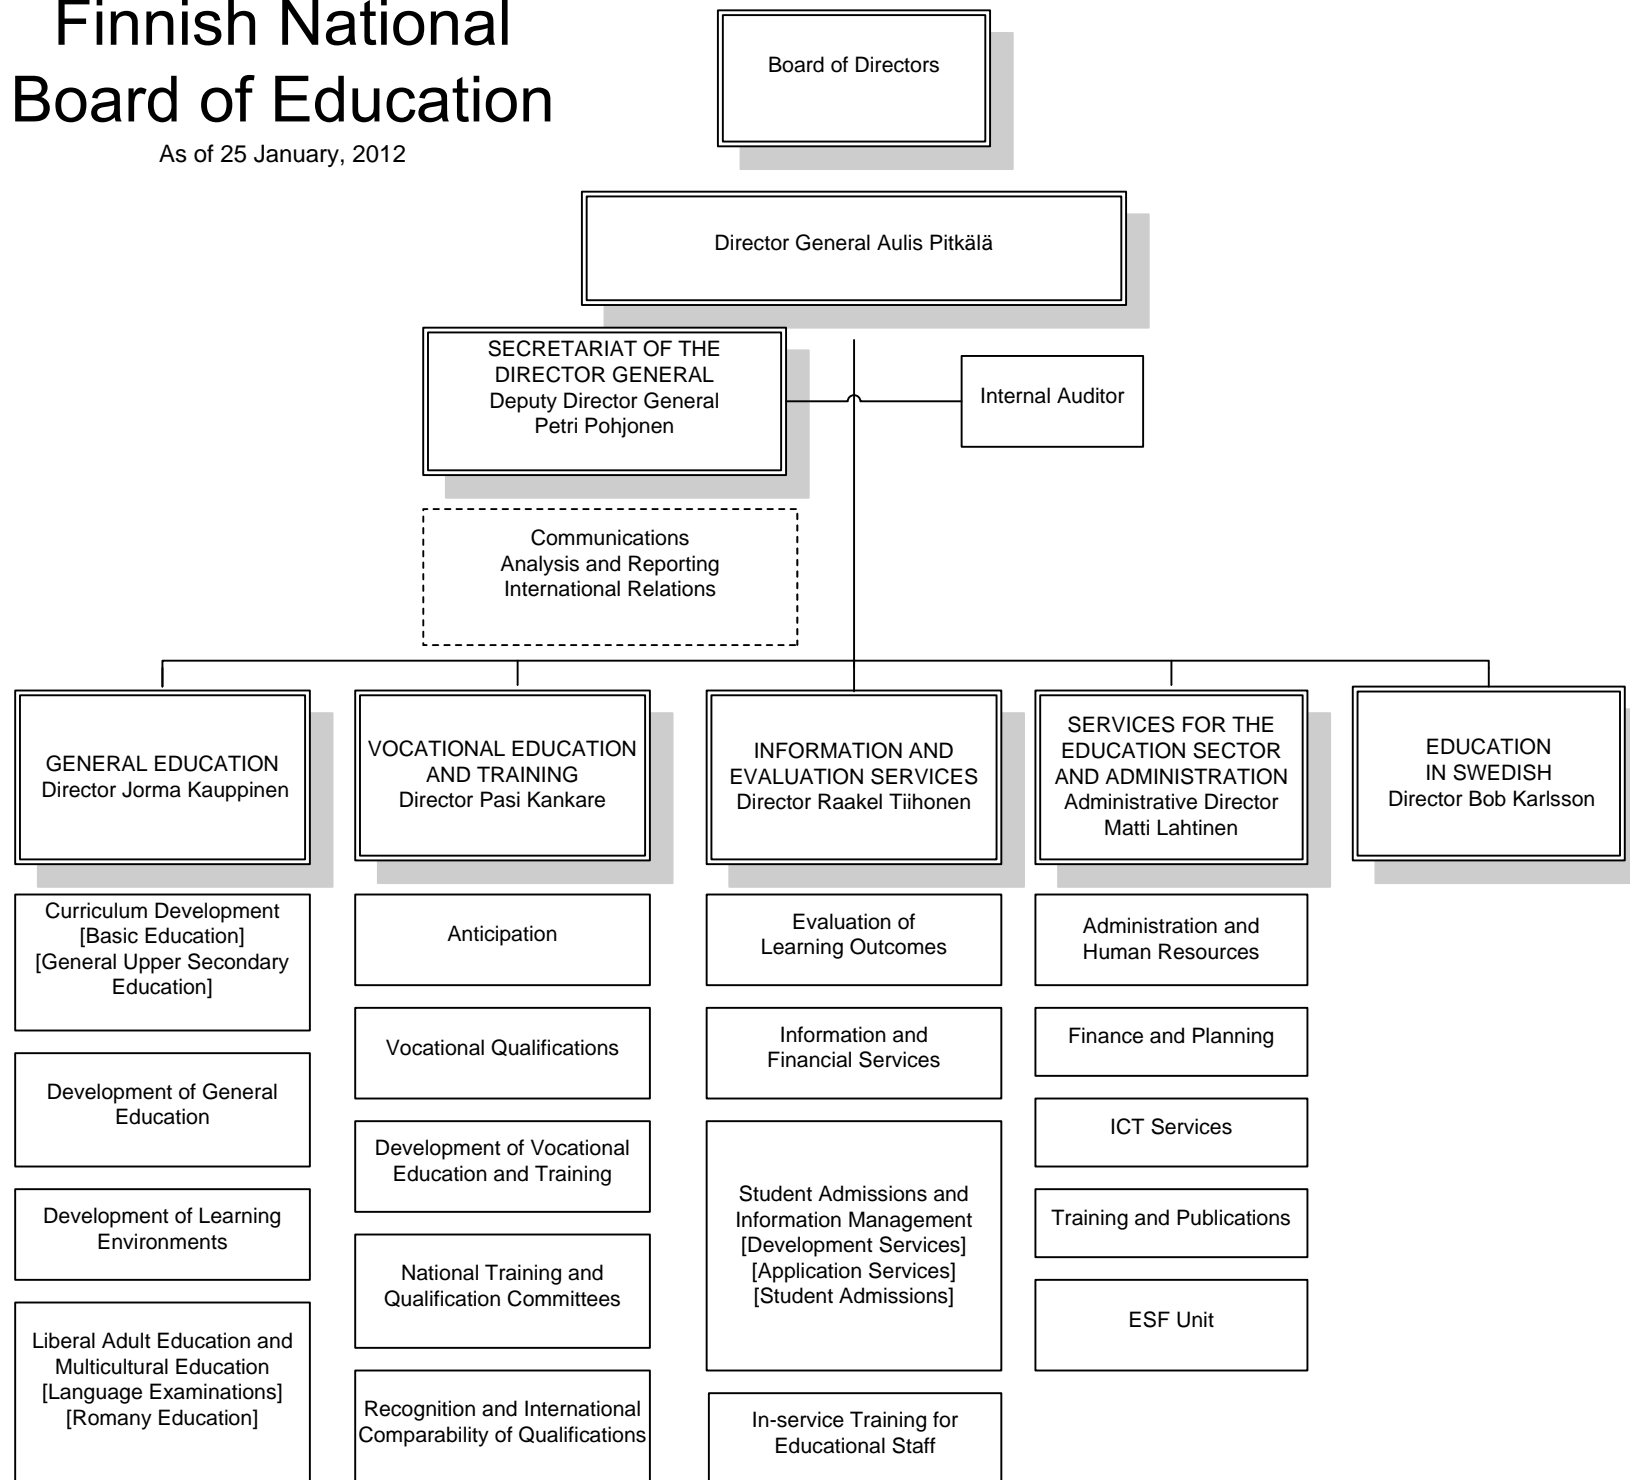 Finnish National
Board of Education
As of 25 January, 2012
Board of Directors
Director General Aulis Pitkälä
SECRETARIAT OF THE
DIRECTOR GENERAL
Deputy Director General
Petri Pohjonen
Internal Auditor
Communications
Analysis and Reporting
International Relations
GENERAL EDUCATION
Director Jorma Kauppinen
VOCATIONAL EDUCATION
AND TRAINING
Director Pasi Kankare
INFORMATION AND
EVALUATION SERVICES
Director Raakel Tiihonen
SERVICES FOR THE
EDUCATION SECTOR
AND ADMINISTRATION
Administrative Director
Matti Lahtinen
EDUCATION
IN SWEDISH
Director Bob Karlsson
Curriculum Development
[Basic Education]
[General Upper Secondary
Education]
Development of General
Education
Development of Learning
Environments
Liberal Adult Education and
Multicultural Education
[Language Examinations]
[Romany Education]
Anticipation
Vocational Qualifications
Development of Vocational
Education and Training
National Training and
Qualification Committees
Recognition and International
Comparability of Qualifications
Evaluation of
Learning Outcomes
Information and
Financial Services
Student Admissions and
Information Management
[Development Services]
[Application Services]
[Student Admissions]
In-service Training for
Educational Staff
Administration and
Human Resources
Finance and Planning
ICT Services
Training and Publications
ESF Unit